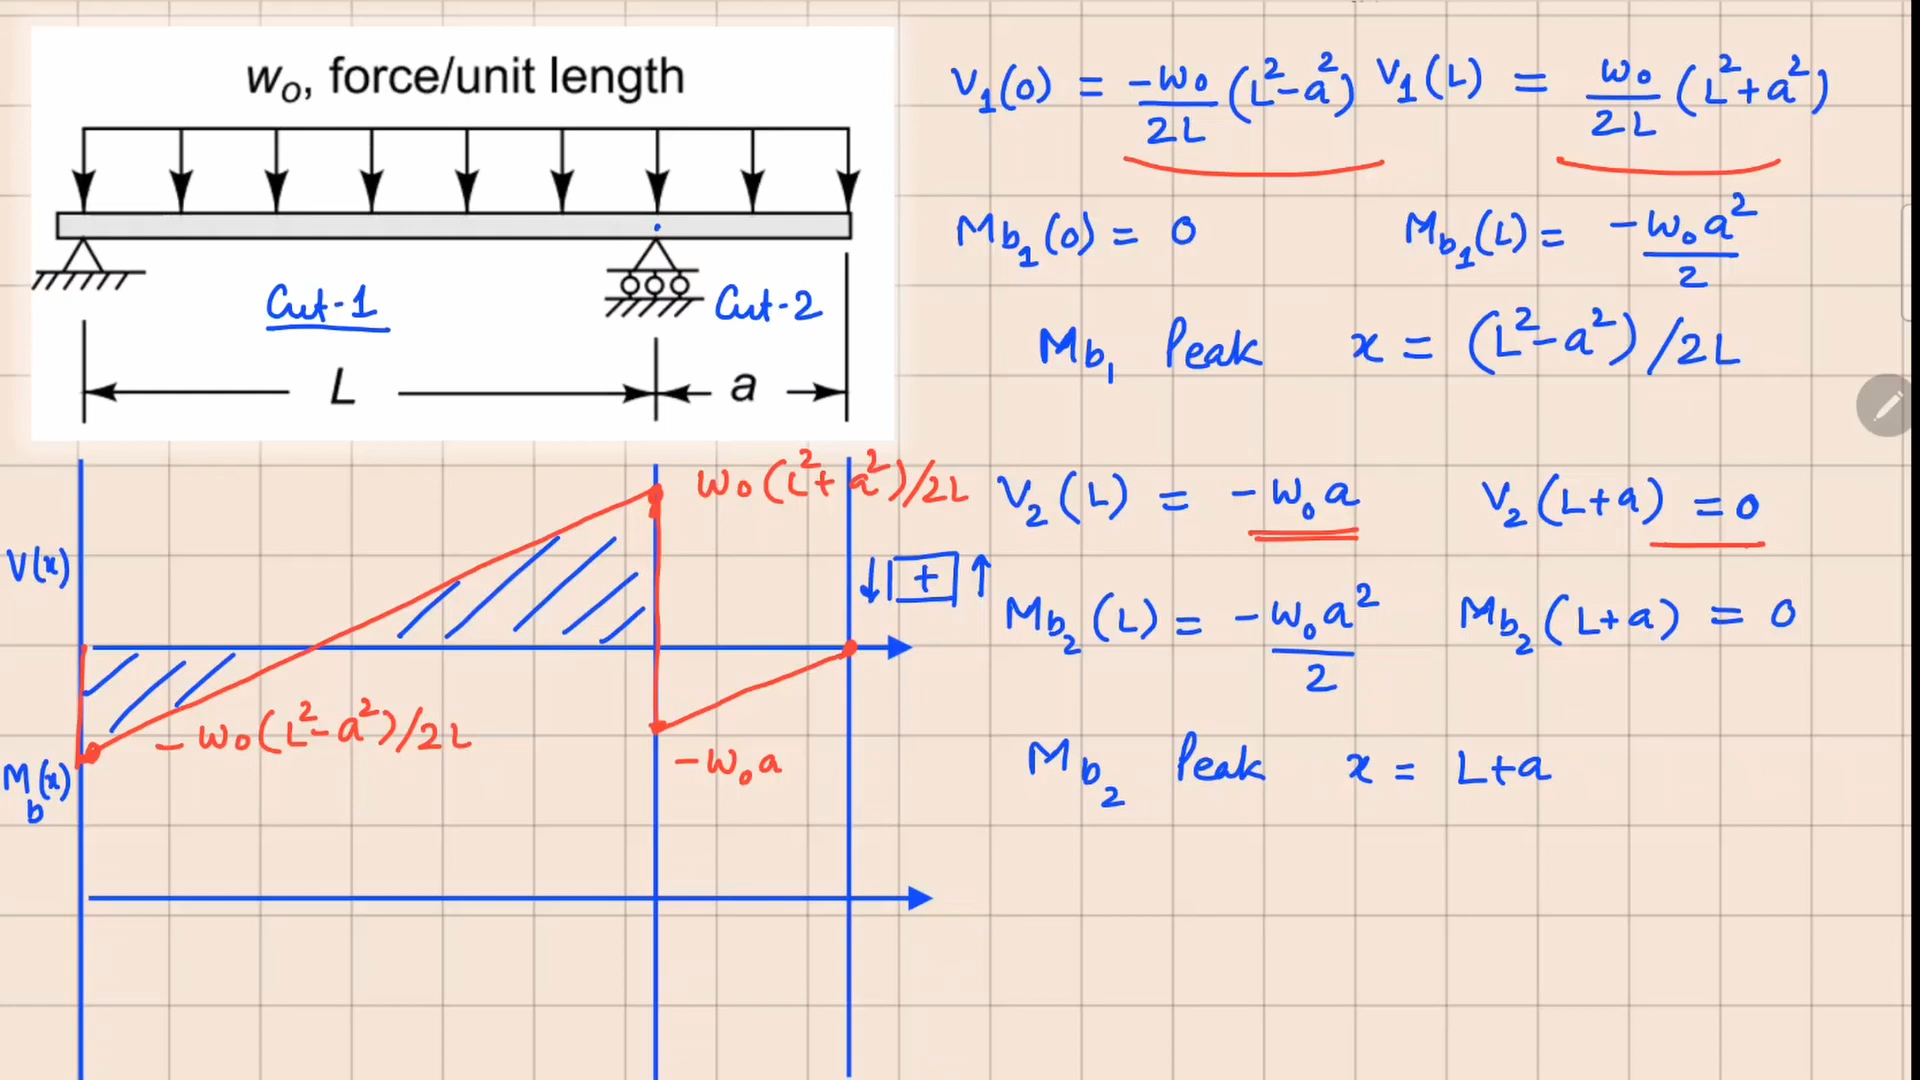 wo, force/unit length
Cut-1
Cut-2
L
a
V₁(0) = -w₀/2L (L²-a²) V₁(L) = w₀/2L (L²+a²)
Mb₁(0) = 0 Mb₁(L) = -w₀a²/2
Mb₁ Peak x = (L²-a²)/2L
V₂(L) = -w₀a V₂(L+a) = 0
Mb₂(L) = -w₀a²/2 Mb₂(L+a) = 0
Mb₂ Peak x = L+a
w₀(L²+a²)/2L
V(x)
↓|+|↑
-w₀(L²-a²)/2L
-w₀a
Mb(x)